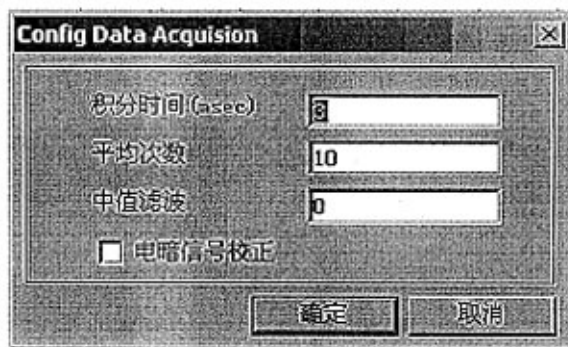 Config Data Acquision
积分时间(msec)
3
平均次数
10
中值滤波
0
电暗信号校正
确定
取消